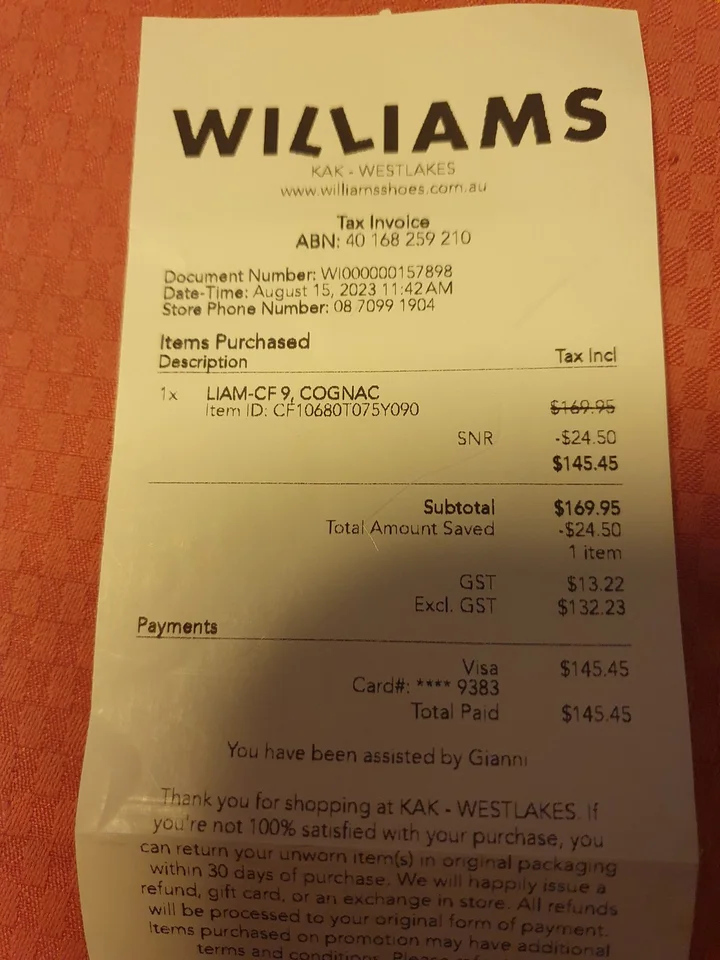 WILLIAMS
KAK - WESTLAKES
www.williamsshoes.com.au
Tax Invoice
ABN: 40 168 259 210
Document Number: WI000000157898
Date-Time: August 15, 2023 11:42AM
Store Phone Number: 08 7099 1904
Items Purchased
Description Tax Incl
1x LIAM-CF 9, COGNAC
Item ID: CF10680T075Y090 $169.95
SNR -$24.50
$145.45
Subtotal $169.95
Total Amount Saved -$24.50
1 item
GST $13.22
Excl. GST $132.23
Payments
Visa $145.45
Card#: **** 9383
Total Paid $145.45
You have been assisted by Gianni
Thank you for shopping at KAK - WESTLAKES. If
you're not 100% satisfied with your purchase, you
can return your unworn item(s) in original packaging
within 30 days of purchase. We will happily issue a
refund, gift card, or an exchange in store. All refunds
will be processed to your original form of payment.
Items purchased on promotion may have additional
terms and conditions. Please